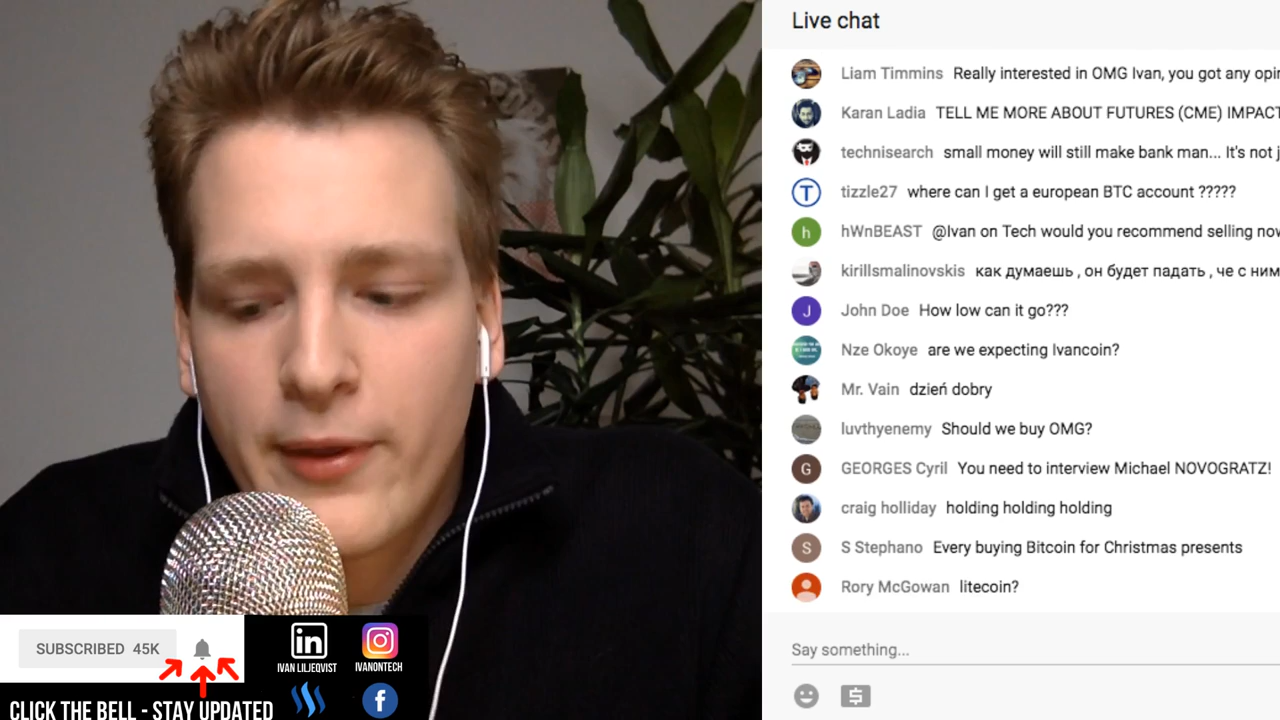 Live chat
Liam Timmins Really interested in OMG Ivan, you got any opin
Karan Ladia TELL ME MORE ABOUT FUTURES (CME) IMPACT
technisearch small money will still make bank man... It's not j
tizzle27 where can I get a european BTC account ?????
hWnBEAST @Ivan on Tech would you recommend selling now
kirillsmalinovskis как думаешь , он будет падать , че с ним
John Doe How low can it go???
Nze Okoye are we expecting Ivancoin?
Mr. Vain dzień dobry
luvthyenemy Should we buy OMG?
GEORGES Cyril You need to interview Michael NOVOGRATZ!
craig holliday holding holding holding
S Stephano Every buying Bitcoin for Christmas presents
Rory McGowan litecoin?
Say something...
SUBSCRIBED 45K
CLICK THE BELL - STAY UPDATED
IVAN LILJEQVIST
IVANONTECH